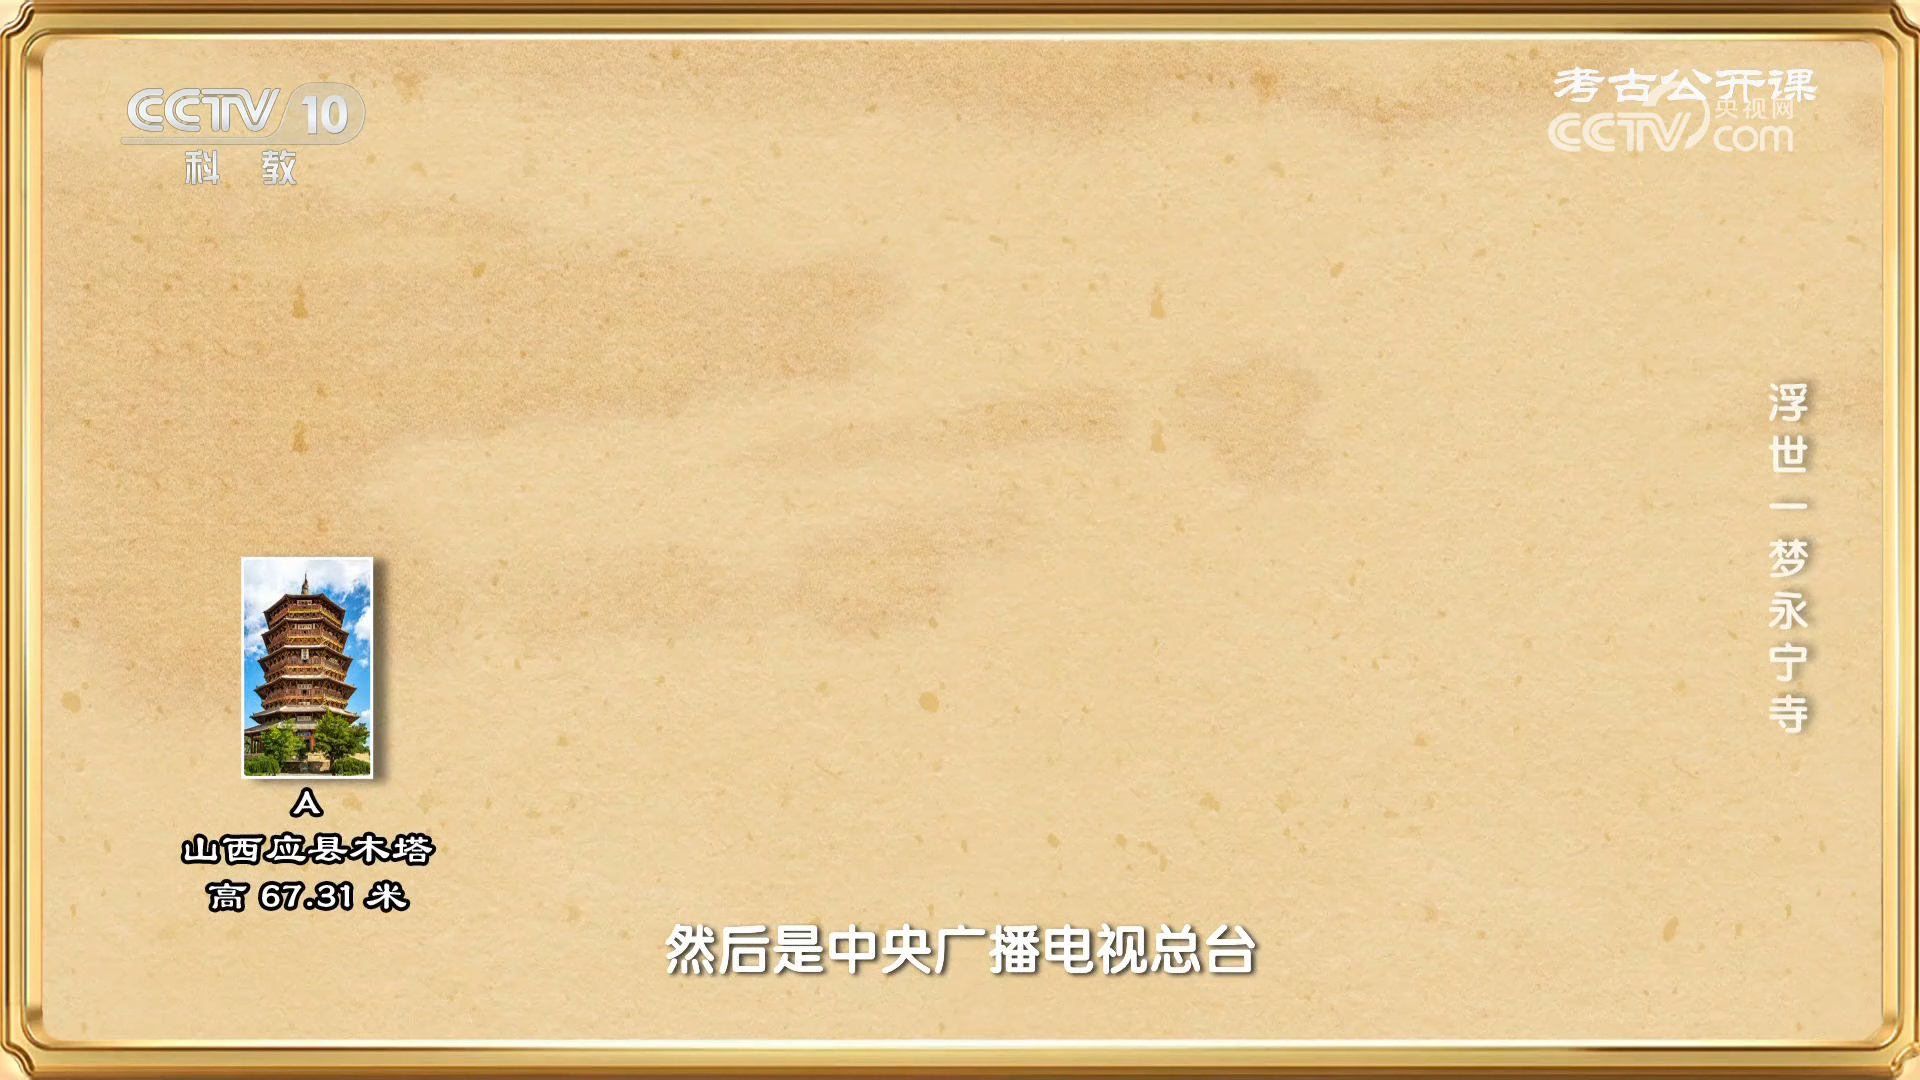 CCTV 10
科 教
考古公开课
央视网
CCTV.com
浮世一梦永宁寺
A
山西应县木塔
高 67.31 米
然后是中央广播电视总台